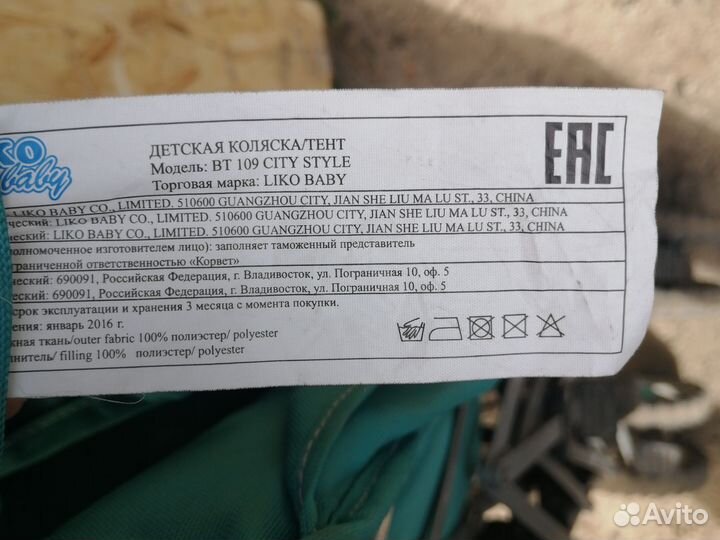 ДЕТСКАЯ КОЛЯСКА/ТЕНТ
Модель: BT 109 CITY STYLE
Торговая марка: LIKO BABY
KO baby
EAC
LIKO BABY CO., LIMITED. 510600 GUANGZHOU CITY, JIAN SHE LIU MA LU ST., 33, CHINA
ический: LIKO BABY CO., LIMITED. 510600 GUANGZHOU CITY, JIAN SHE LIU MA LU ST., 33, CHINA
ческий: LIKO BABY CO., LIMITED. 510600 GUANGZHOU CITY, JIAN SHE LIU MA LU ST., 33, CHINA
полномоченное изготовителем лицо): заполняет таможенный представитель
граниченной ответственностью «Корвет»
ческий: 690091, Российская Федерация, г. Владивосток, ул. Пограничная 10, оф. 5
ический: 690091, Российская Федерация, г. Владивосток, ул. Пограничная 10, оф. 5
срок эксплуатации и хранения 3 месяца с момента покупки.
ения: январь 2016 г.
жная ткань/outer fabric 100% полиэстер/ polyester
лнитель/ filling 100% полиэстер/ polyester
Avito